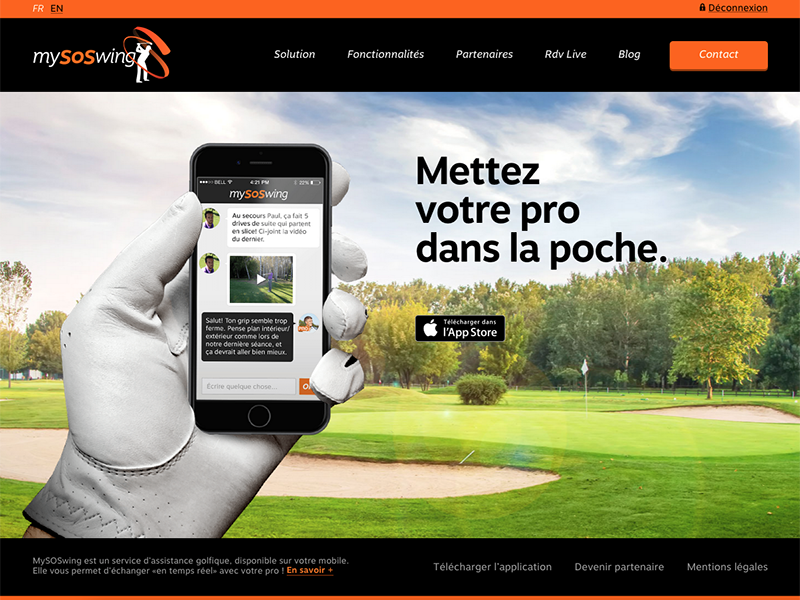 FR EN
Déconnexion
mySOSwing
Solution
Fonctionnalités
Partenaires
Rdv Live
Blog
Contact
Mettez
votre pro
dans la poche.
BELL
4:21 PM
22%
mySOSwing
Au secours Paul, ça fait 5
drives de suite qui partent
en slice! Ci-joint la vidéo
du dernier.
Salut! Ton grip semble trop
ferme. Pense plan intérieur/
extérieur comme lors de
notre dernière séance, et
ça devrait aller bien mieux.
PRO
Écrire quelque chose...
Télécharger dans
l'App Store
MySOSwing est un service d'assistance golfique, disponible sur votre mobile.
Elle vous permet d'échanger «en temps réel» avec votre pro ! En savoir +
Télécharger l'application
Devenir partenaire
Mentions légales